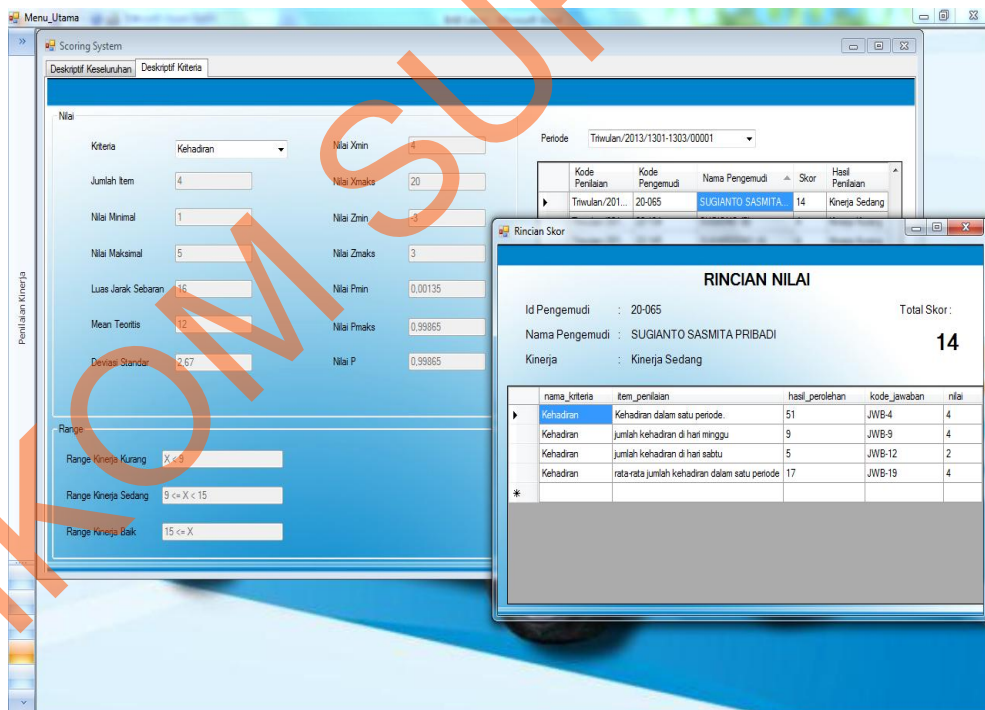 Menu_Utama
Scoring System
Deskriptif Keseluruhan Deskriptif Kriteria
Penilaian Kinerja
Nilai
Kriteria Kehadiran
Jumlah Item 4
Nilai Minimal 1
Nilai Maksimal 5
Luas Jarak Sebaran 16
Mean Teoritis 12
Deviasi Standar 2,67
Nilai Xmin 4
Nilai Xmaks 20
Nilai Zmin -3
Nilai Zmaks 3
Nilai Pmin 0,00135
Nilai Pmaks 0,99865
Nilai P 0,99865
Range
Range Kinerja Kurang X < 9
Range Kinerja Sedang 9 <= X < 15
Range Kinerja Baik 15 <= X
Periode Triwulan/2013/1301-1303/00001
Kode Penilaian Kode Pengemudi Nama Pengemudi Skor Hasil Penilaian
Triwulan/201... 20-065 SUGIANTO SASMITA... 14 Kinerja Sedang
Rincian Skor
RINCIAN NILAI
Id Pengemudi : 20-065 Total Skor :
Nama Pengemudi : SUGIANTO SASMITA PRIBADI 14
Kinerja : Kinerja Sedang
nama_kriteria item_penilaian hasil_perolehan kode_jawaban nilai
Kehadiran Kehadiran dalam satu periode. 51 JWB-4 4
Kehadiran jumlah kehadiran di hari minggu 9 JWB-9 4
Kehadiran jumlah kehadiran di hari sabtu 5 JWB-12 2
Kehadiran rata-rata jumlah kehadiran dalam satu periode 17 JWB-19 4
KOM SUR